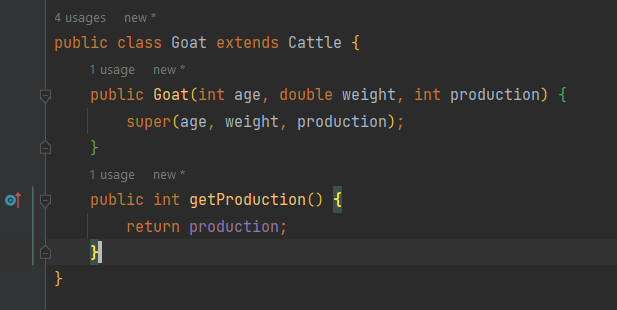 4 usages   new *
public class Goat extends Cattle {
1 usage   new *
public Goat(int age, double weight, int production) {
super(age, weight, production);
}
1 usage   new *
public int getProduction() {
return production;
}
}